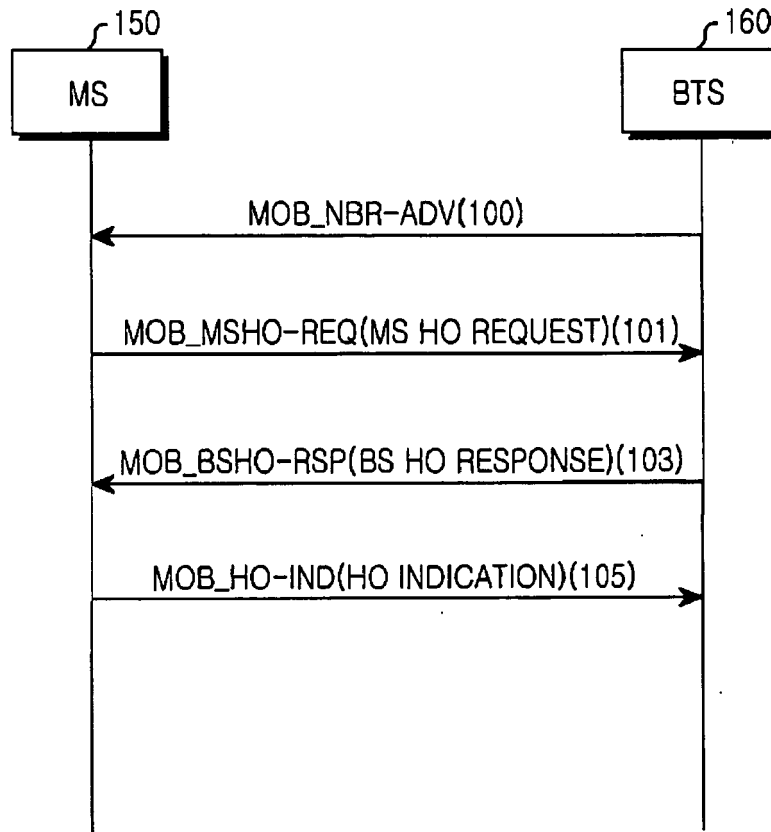 150
160
MS
BTS
MOB_NBR-ADV(100)
MOB_MSHO-REQ(MS HO REQUEST)(101)
MOB_BSHO-RSP(BS HO RESPONSE)(103)
MOB_HO-IND(HO INDICATION)(105)